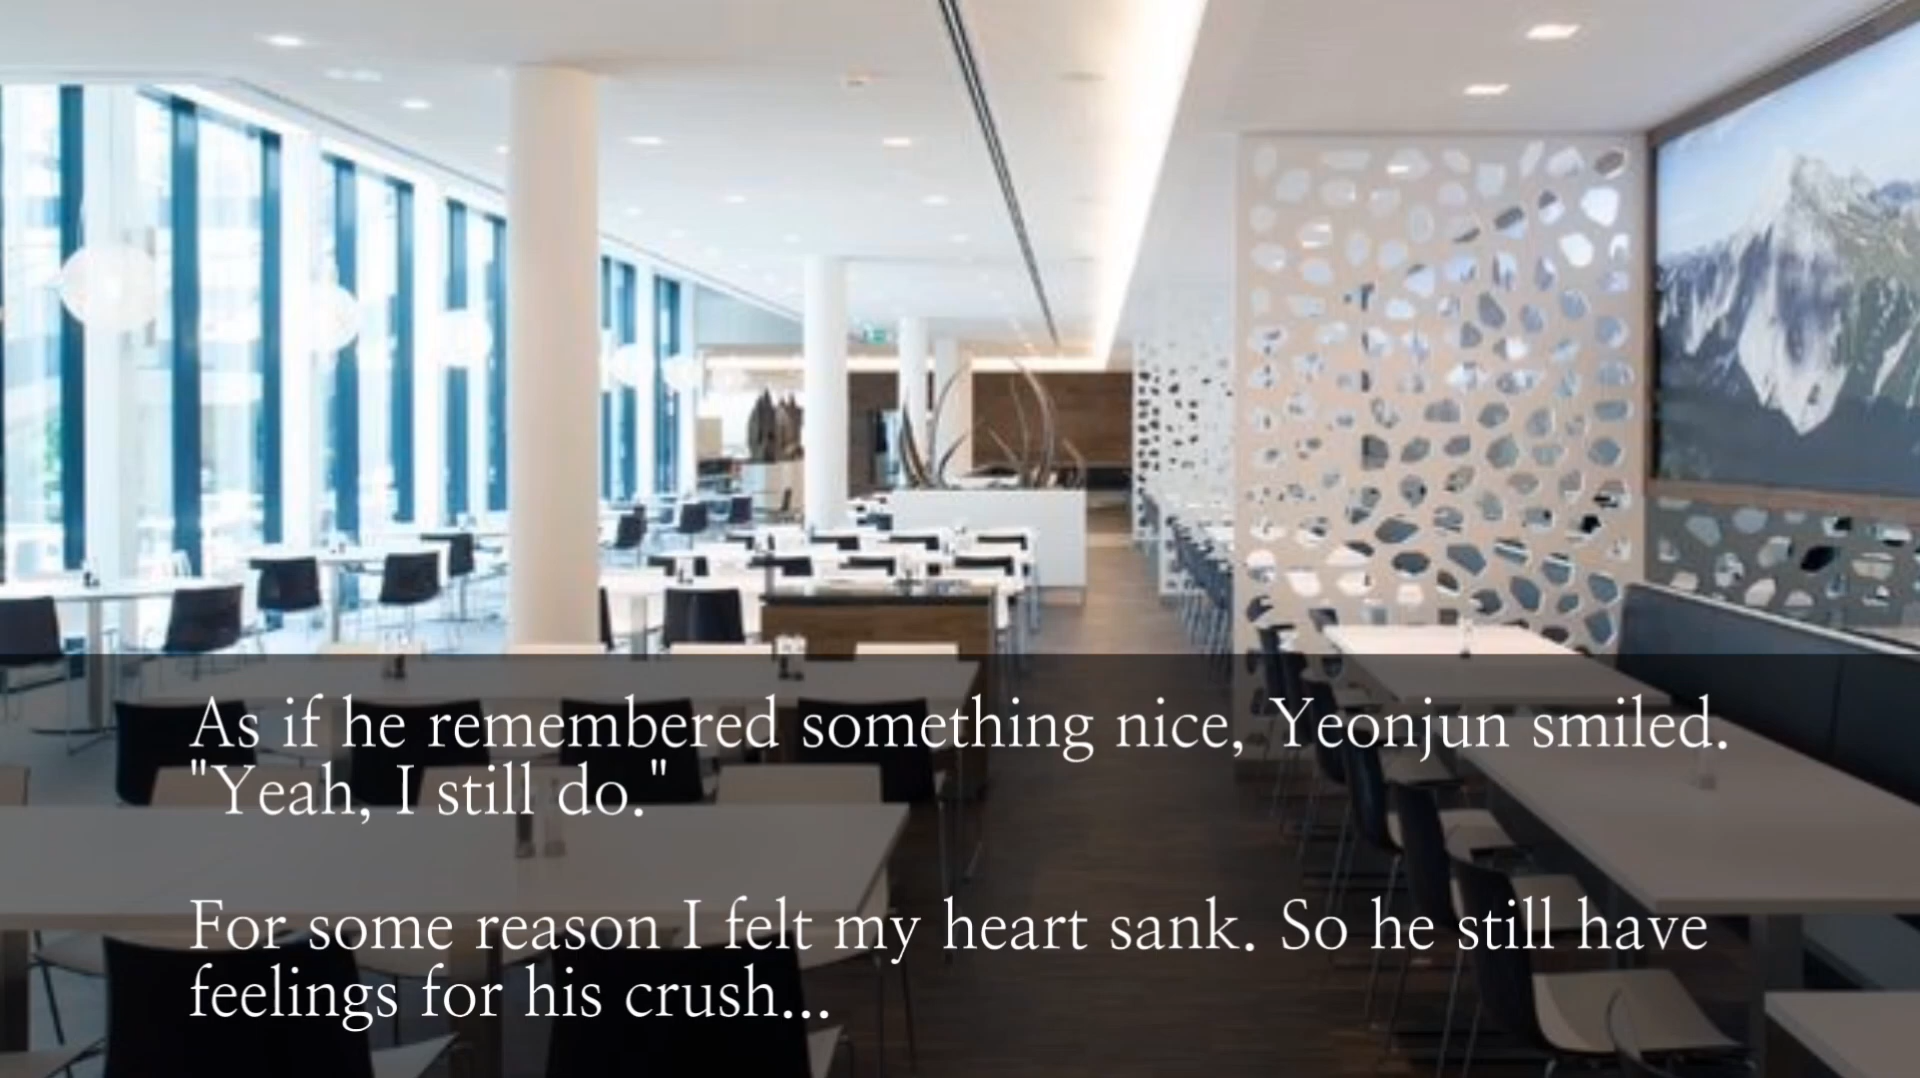 As if he remembered something nice, Yeonjun smiled.
"Yeah, I still do."
For some reason I felt my heart sank. So he still have
feelings for his crush...